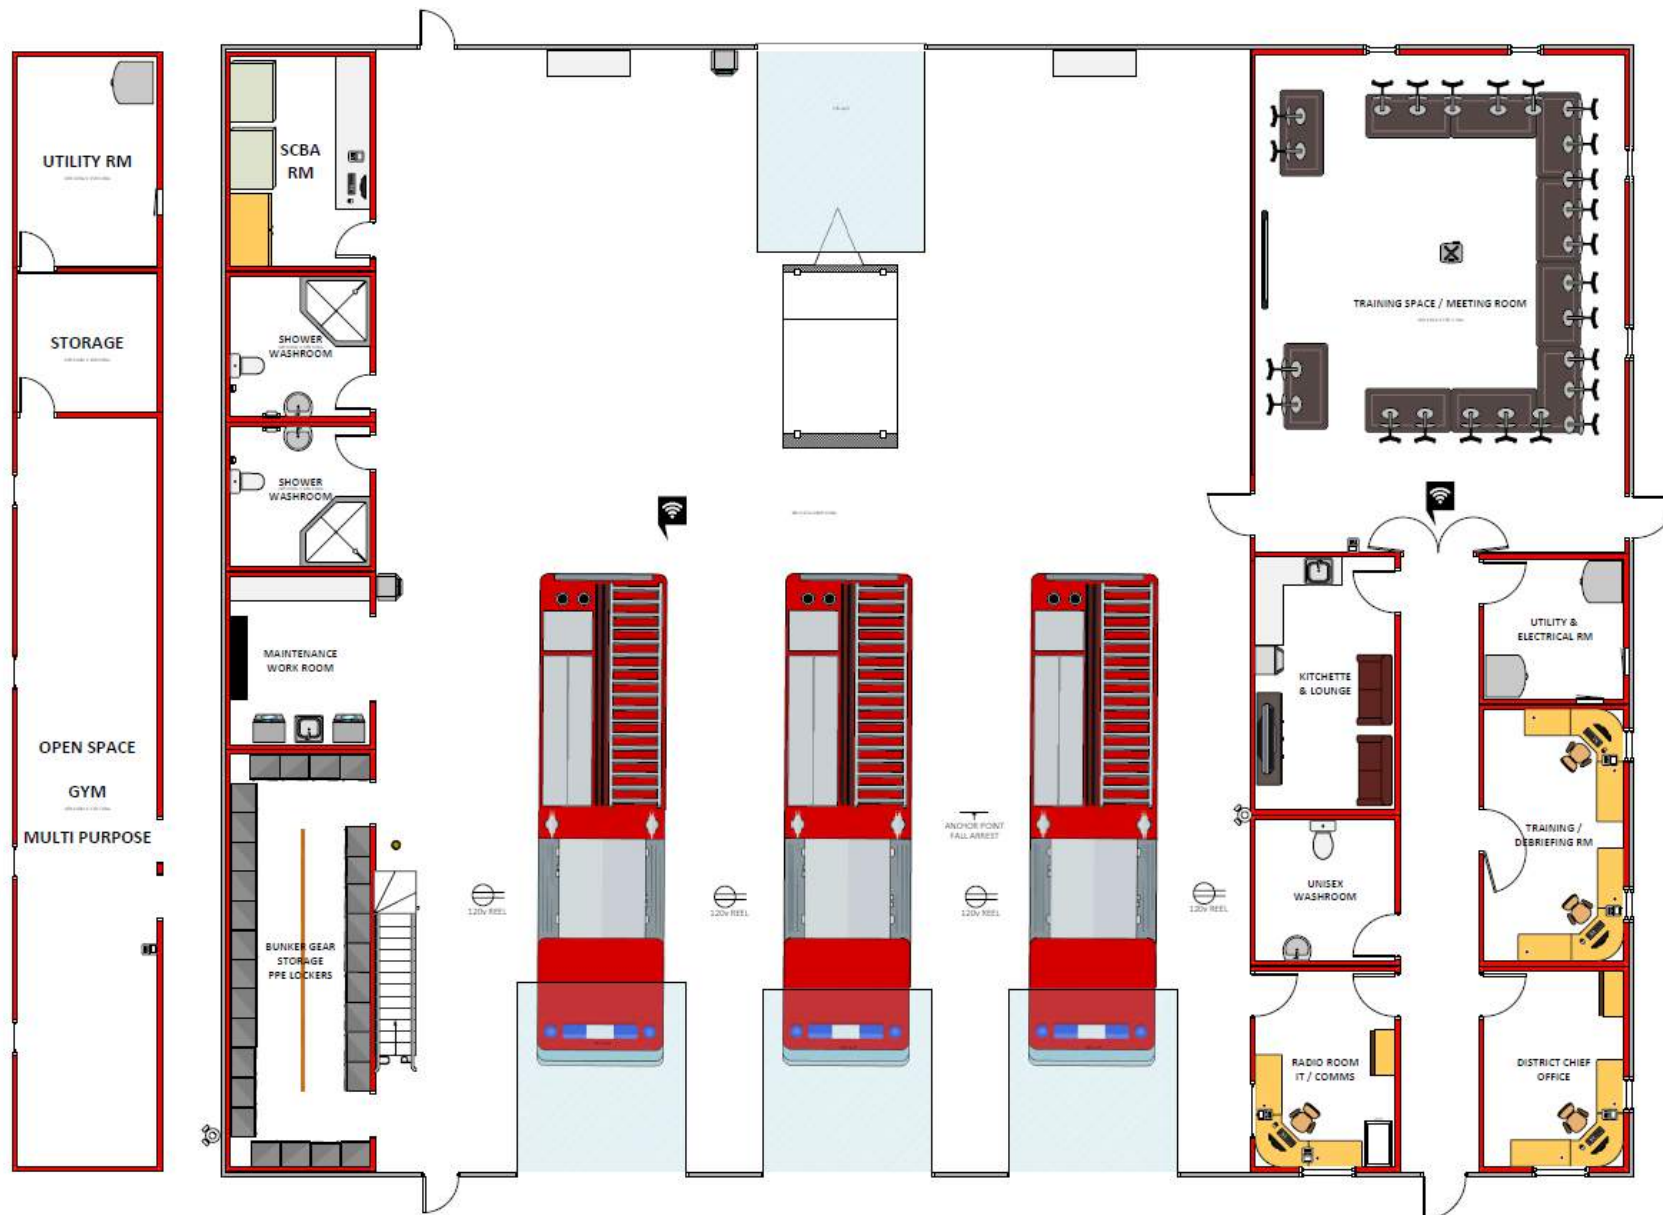 UTILITY RM
STORAGE
OPEN SPACE
GYM
MULTI PURPOSE
SCBA
RM
SHOWER
WASHROOM
SHOWER
WASHROOM
MAINTENANCE
WORK ROOM
BUNKER GEAR
STORAGE
PPE LOCKERS
120v REEL
120v REEL
ANCHOR POINT
FALL ARREST
120v REEL
120v REEL
TRAINING SPACE / MEETING ROOM
KITCHETTE
& LOUNGE
UTILITY &
ELECTRICAL RM
TRAINING /
DEBRIEFING RM
UNISEX
WASHROOM
RADIO ROOM
IT / COMMS
DISTRICT CHIEF
OFFICE